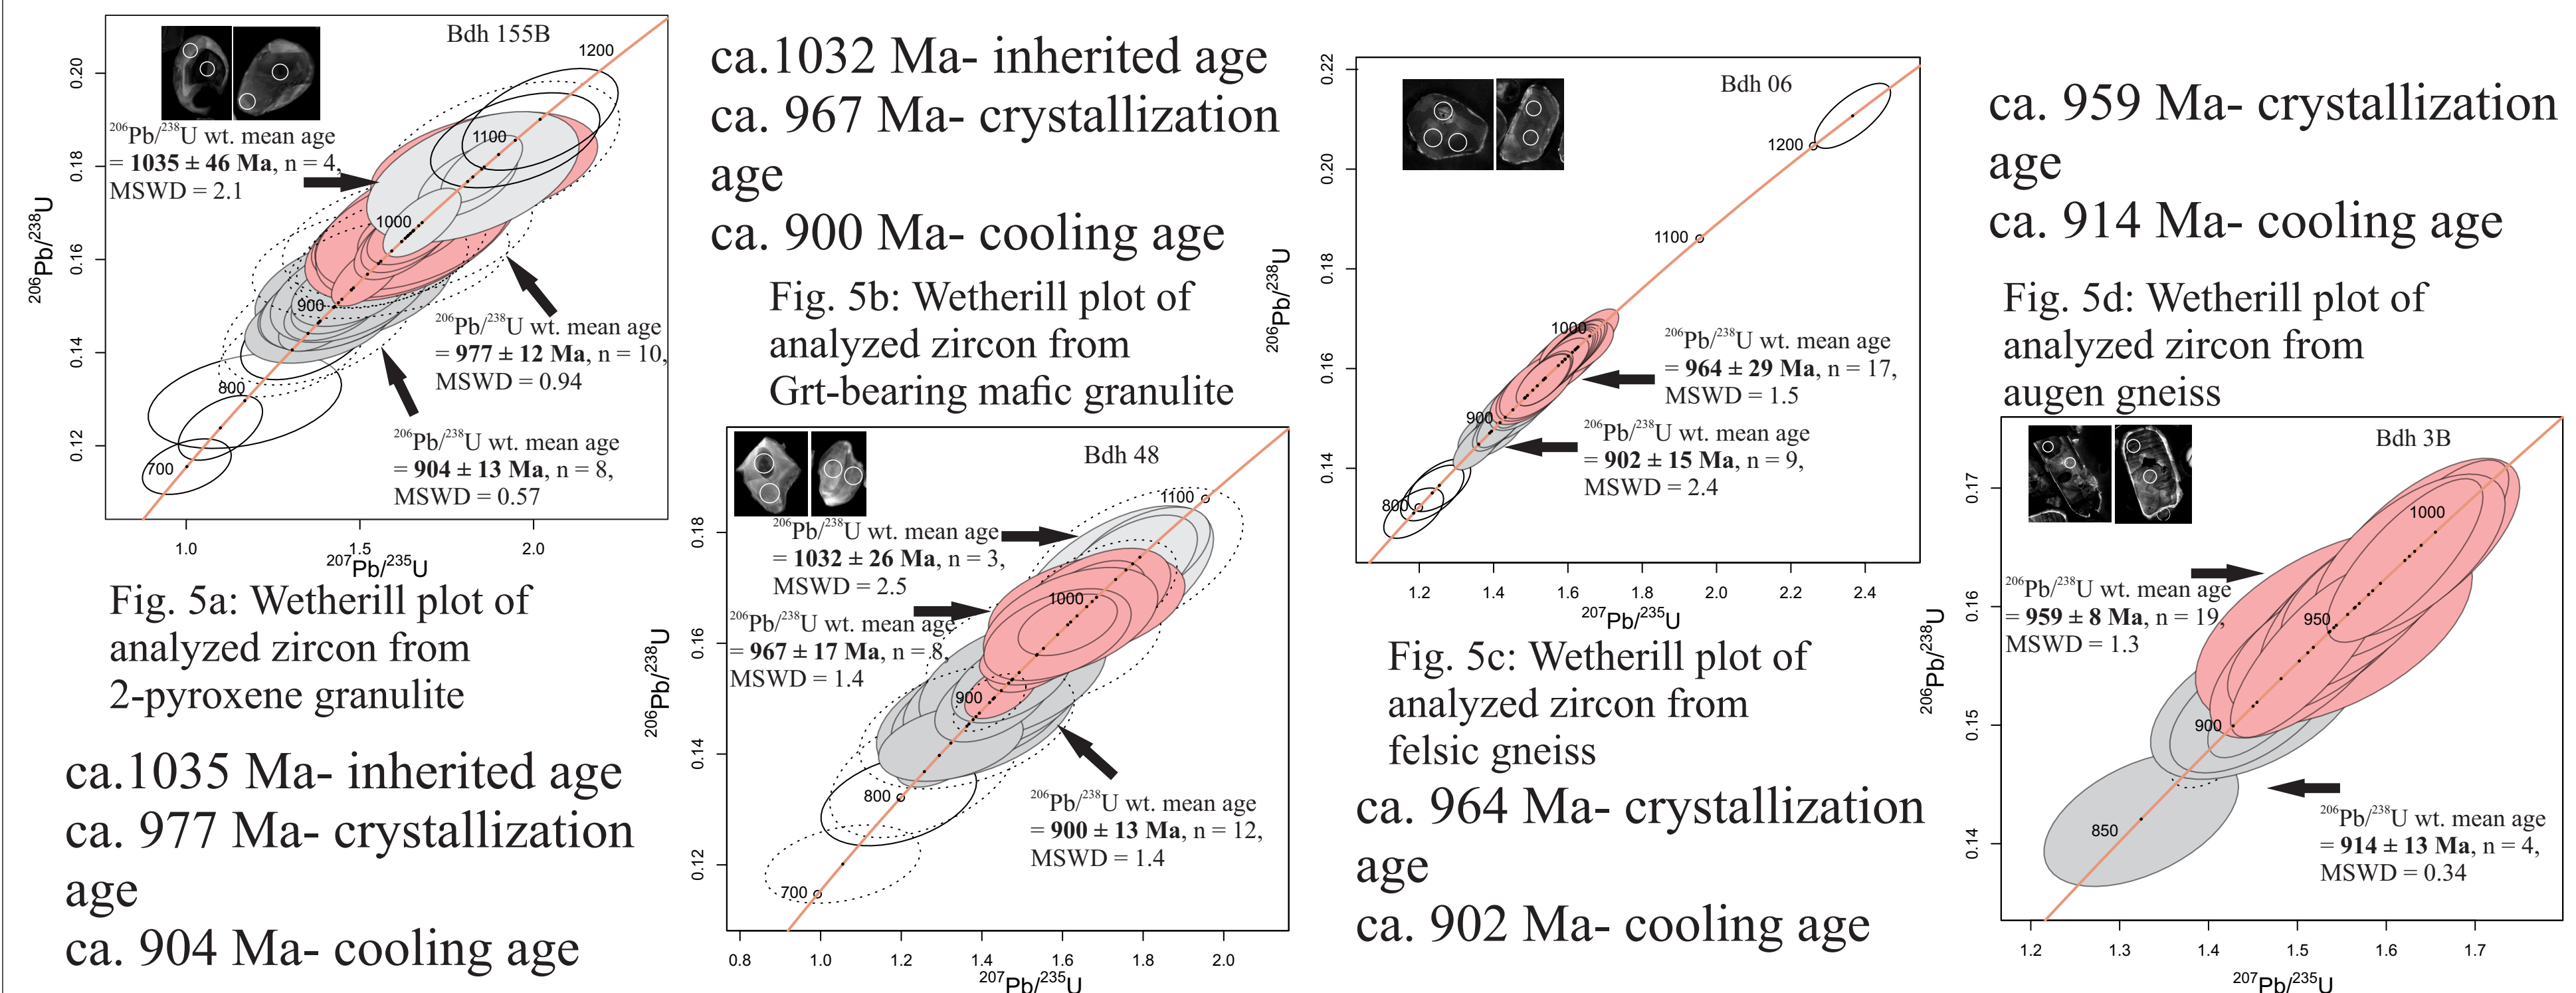 Bdh 155B
1200
1100
1000
900
800
700
0.20
0.18
0.16
0.14
0.12
²⁰⁶Pb/²³⁸U
²⁰⁶Pb/²³⁸U wt. mean age
= 1035 ± 46 Ma, n = 4,
MSWD = 2.1
²⁰⁶Pb/²³⁸U wt. mean age
= 977 ± 12 Ma, n = 10,
MSWD = 0.94
²⁰⁶Pb/²³⁸U wt. mean age
= 904 ± 13 Ma, n = 8,
MSWD = 0.57
1.0 1.5 2.0
²⁰⁷Pb/²³⁵U
Fig. 5a: Wetherill plot of
analyzed zircon from
2-pyroxene granulite
ca.1035 Ma- inherited age
ca. 977 Ma- crystallization
age
ca. 904 Ma- cooling age
ca.1032 Ma- inherited age
ca. 967 Ma- crystallization
age
ca. 900 Ma- cooling age
Fig. 5b: Wetherill plot of
analyzed zircon from
Grt-bearing mafic granulite
Bdh 48
1100
1000
900
800
700
0.18
0.16
0.14
0.12
²⁰⁶Pb/²³⁸U
²⁰⁶Pb/²³⁸U wt. mean age
= 1032 ± 26 Ma, n = 3,
MSWD = 2.5
²⁰⁶Pb/²³⁸U wt. mean age
= 967 ± 17 Ma, n = 8,
MSWD = 1.4
²⁰⁶Pb/²³⁸U wt. mean age
= 900 ± 13 Ma, n = 12,
MSWD = 1.4
0.8 1.0 1.2 1.4 1.6 1.8 2.0
²⁰⁷Pb/²³⁵U
Bdh 06
1200
1100
1000
900
800
0.22
0.20
0.18
0.16
0.14
²⁰⁶Pb/²³⁸U
²⁰⁶Pb/²³⁸U wt. mean age
= 964 ± 29 Ma, n = 17,
MSWD = 1.5
²⁰⁶Pb/²³⁸U wt. mean age
= 902 ± 15 Ma, n = 9,
MSWD = 2.4
1.2 1.4 1.6 1.8 2.0 2.2 2.4
²⁰⁷Pb/²³⁵U
Fig. 5c: Wetherill plot of
analyzed zircon from
felsic gneiss
ca. 964 Ma- crystallization
age
ca. 902 Ma- cooling age
ca. 959 Ma- crystallization
age
ca. 914 Ma- cooling age
Fig. 5d: Wetherill plot of
analyzed zircon from
augen gneiss
Bdh 3B
1000
950
900
850
0.17
0.16
0.15
0.14
²⁰⁶Pb/²³⁸U
²⁰⁶Pb/²³⁸U wt. mean age
= 959 ± 8 Ma, n = 19,
MSWD = 1.3
²⁰⁶Pb/²³⁸U wt. mean age
= 914 ± 13 Ma, n = 4,
MSWD = 0.34
1.2 1.3 1.4 1.5 1.6 1.7
²⁰⁷Pb/²³⁵U